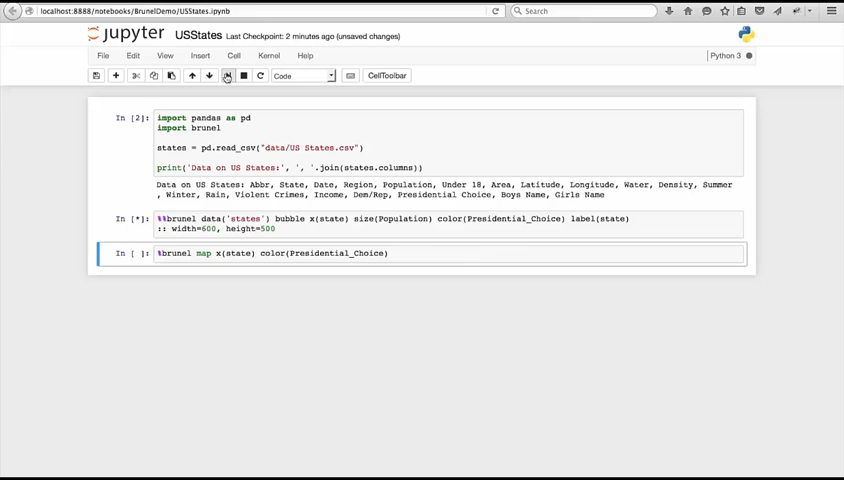 localhost:8888/notebooks/BrunelDemo/USStates.ipynb
Search
jupyter USStates Last Checkpoint: 2 minutes ago (unsaved changes)
File Edit View Insert Cell Kernel Help
Python 3
Code
CellToolbar
In [2]: import pandas as pd
import brunel
states = pd.read_csv("data/US States.csv")
print('Data on US States:', ', '.join(states.columns))
Data on US States: Abbr, State, Date, Region, Population, Under 18, Area, Latitude, Longitude, Water, Density, Summer
, Winter, Rain, Violent Crimes, Income, Dem/Rep, Presidential Choice, Boys Name, Girls Name
In [*]: %%brunel data('states') bubble x(state) size(Population) color(Presidential_Choice) label(state)
:: width=600, height=500
In [ ]: %brunel map x(state) color(Presidential_Choice)